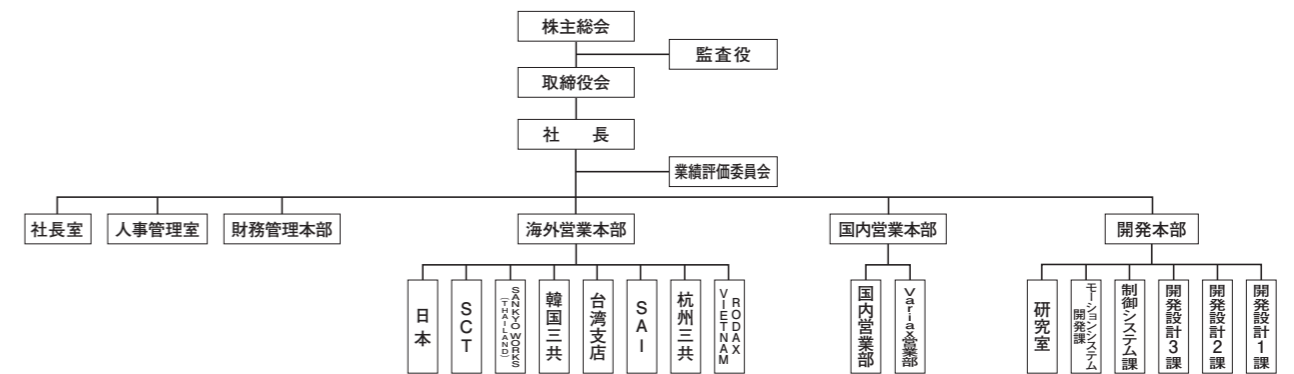 株主総会
監査役
取締役会
社長
業績評価委員会
社長室
人事管理室
財務管理本部
海外営業本部
国内営業本部
開発本部
日本
SCT
SANKYO WORKS
(THAILAND)
韓国三共
台湾支店
SAI
杭州三共
RODAX
VIETNAM
国内営業部
Variax営業部
研究室
モーションシステム
開発課
制御システム課
開発設計3課
開発設計2課
開発設計1課